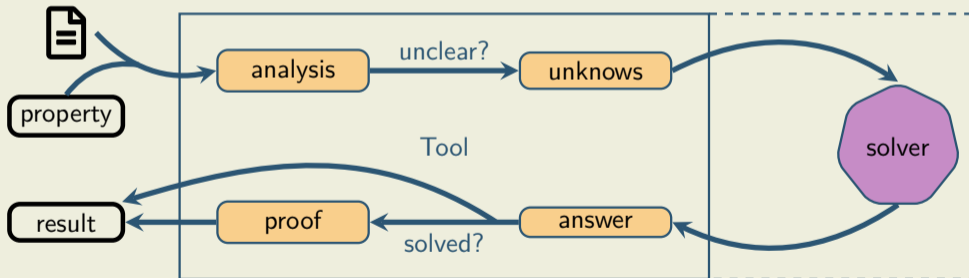 unclear?
analysis
unknows
property
Tool
solver
result
proof
answer
solved?